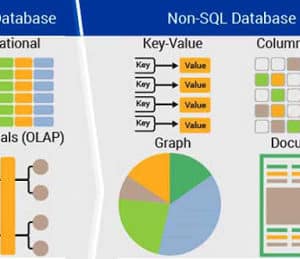 Database
Non-SQL Database
ational
Key-Value
Column
Key
Value
Key
Value
Key
Value
Key
Value
als (OLAP)
Graph
Docu